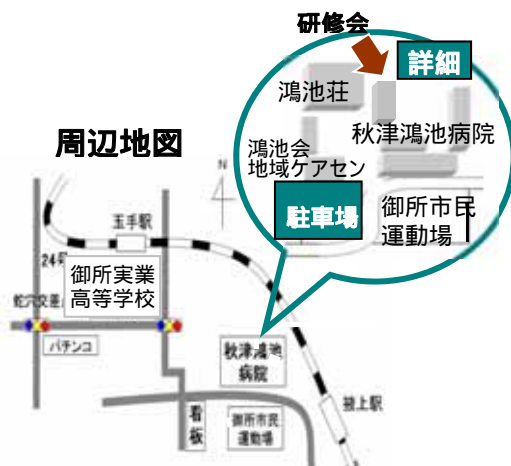 研修会
詳細
鴻池荘
秋津鴻池病院
鴻池会
地域ケアセン
駐車場
御所市民
運動場
周辺地図
N
玉手駅
24号
御所実業
高等学校
パチンコ
秋津鴻池
病院
看板
御所市民
運動場
掖上駅